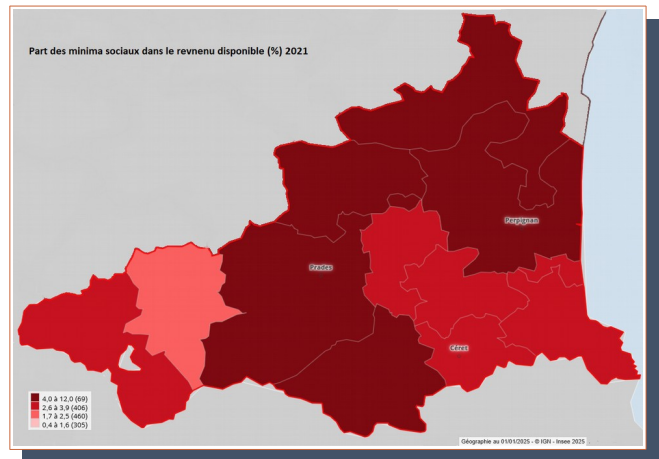 Part des minima sociaux dans le revnenu disponible (%) 2021
Perpignan
Prades
Céret
4,0 à 12,0 (69)
2,6 à 3,9 (406)
1,7 à 2,5 (460)
0,4 à 1,6 (305)
Géographie au 01/01/2025 - © IGN - Insee 2025